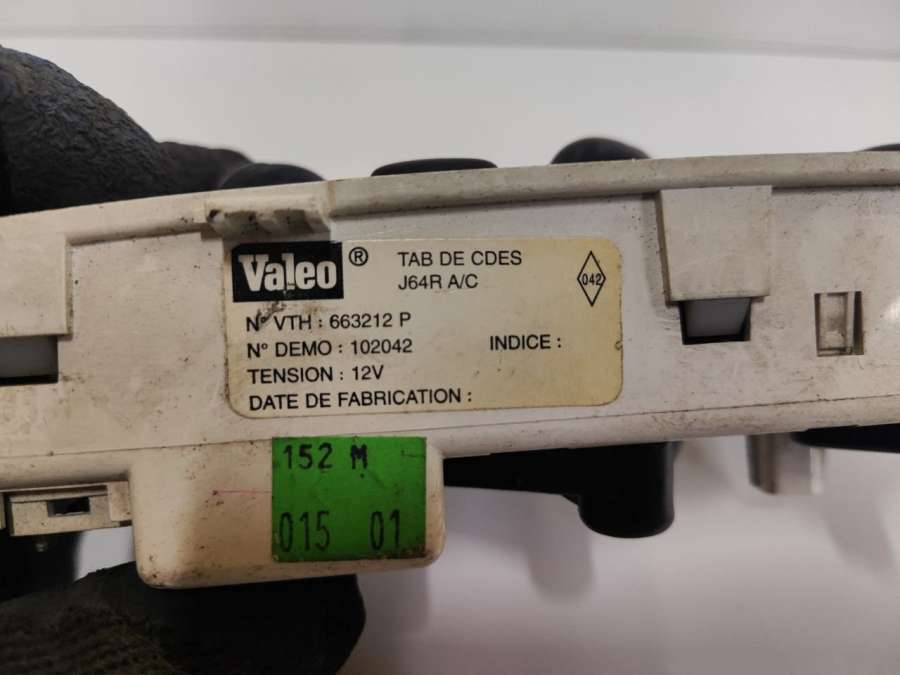 Valeo ® TAB DE CDES
J64R A/C
042
N° VTH : 663212 P
N° DEMO : 102042 INDICE :
TENSION : 12V
DATE DE FABRICATION :
152 M
015 01